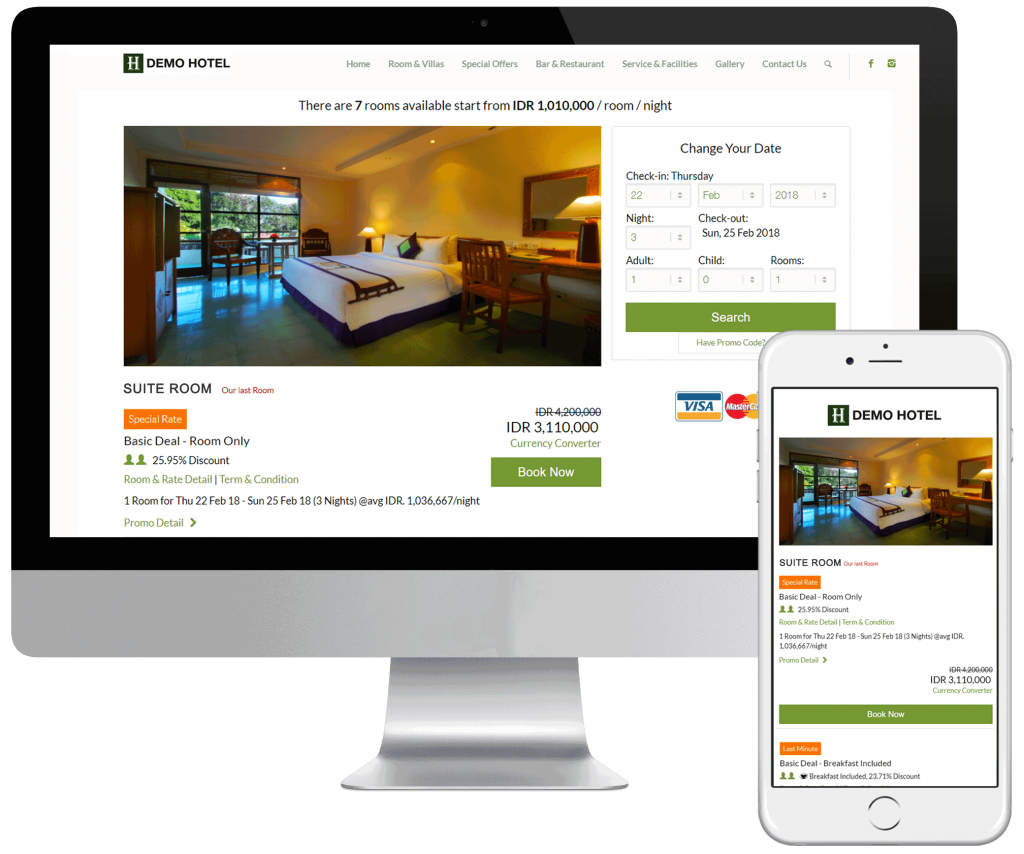 H DEMO HOTEL
Home Room & Villas Special Offers Bar & Restaurant Service & Facilities Gallery Contact Us
There are 7 rooms available start from IDR 1,010,000 / room / night
Change Your Date
Check-in: Thursday
22 Feb 2018
Night: Check-out:
3 Sun, 25 Feb 2018
Adult: Child: Rooms:
1 0 1
Search
Have Promo Code?
SUITE ROOM Our last Room
Special Rate
IDR 4,200,000
IDR 3,110,000
Basic Deal - Room Only
Currency Converter
25.95% Discount
Book Now
Room & Rate Detail | Term & Condition
1 Room for Thu 22 Feb 18 - Sun 25 Feb 18 (3 Nights) @avg IDR. 1,036,667/night
Promo Detail
VISA
H DEMO HOTEL
SUITE ROOM Our last Room
Special Rate
Basic Deal - Room Only
25.95% Discount
Room & Rate Detail | Term & Condition
1 Room for Thu 22 Feb 18 - Sun 25 Feb 18 (3 Nights) @avg IDR.
1,036,667/night
Promo Detail
IDR 4,200,000
IDR 3,110,000
Currency Converter
Book Now
Last Minute
Basic Deal - Breakfast Included
Breakfast Included, 23.71% Discount